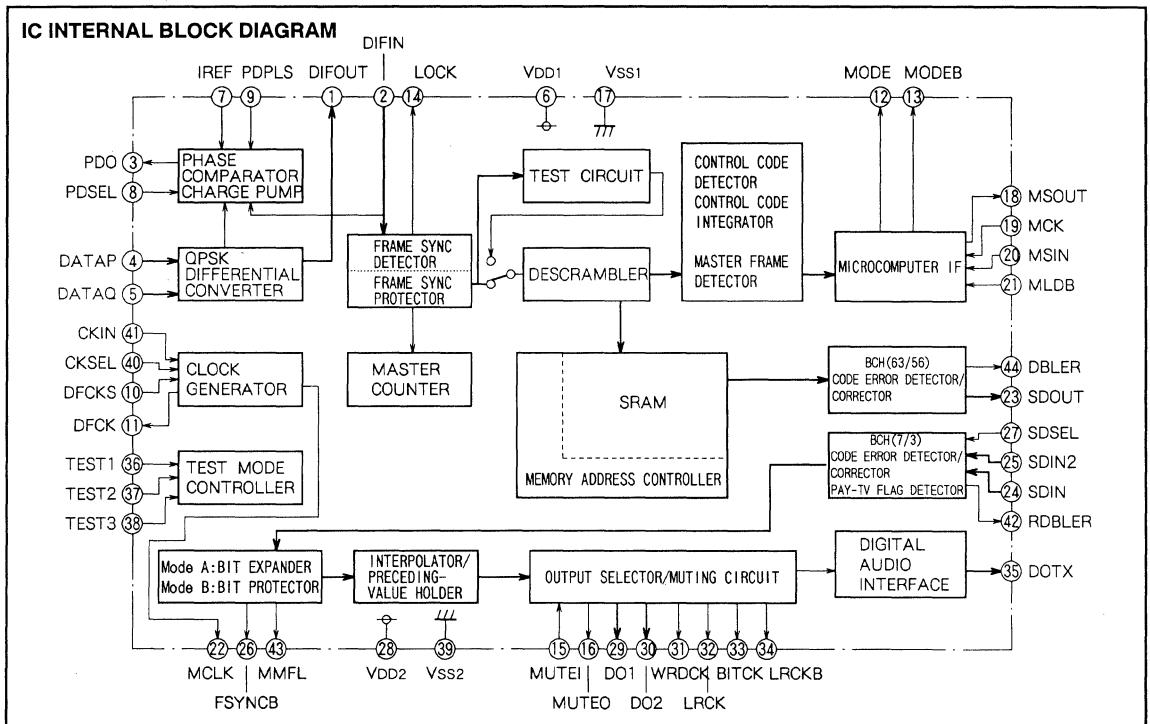 IC INTERNAL BLOCK DIAGRAM
DIFIN
IREF PDPLS DIFOUT LOCK VDD1 VSS1 MODE MODEB
7 9 1 2 14 6 17 12 13
PDO 3
PDSEL 8
PHASE
COMPARATOR
CHARGE PUMP
DATAP 4
DATAQ 5
QPSK
DIFFERENTIAL
CONVERTER
FRAME SYNC
DETECTOR
FRAME SYNC
PROTECTOR
TEST CIRCUIT
DESCRAMBLER
CONTROL CODE
DETECTOR
CONTROL CODE
INTEGRATOR
MASTER FRAME
DETECTOR
MICROCOMPUTER IF
18 MSOUT
19 MCK
20 MSIN
21 MLDB
CKIN 41
CKSEL 40
DFCKS 10
DFCK 11
CLOCK
GENERATOR
MASTER
COUNTER
SRAM
MEMORY ADDRESS CONTROLLER
BCH(63/56)
CODE ERROR DETECTOR/
CORRECTOR
44 DBLER
23 SDOUT
BCH(7/3)
CODE ERROR DETECTOR/
CORRECTOR
PAY-TV FLAG DETECTOR
27 SDSEL
25 SDIN2
24 SDIN
42 RDBLER
TEST1 36
TEST2 37
TEST3 38
TEST MODE
CONTROLLER
Mode A:BIT EXPANDER
Mode B:BIT PROTECTOR
INTERPOLATOR/
PRECEDING-
VALUE HOLDER
OUTPUT SELECTOR/MUTING CIRCUIT
DIGITAL
AUDIO
INTERFACE
35 DOTX
22 26 43 28 39 15 16 29 30 31 32 33 34
MCLK MMFL VDD2 VSS2 MUTEI DO1 WRDCK BITCK LRCKB
FSYNCB MUTEO DO2 LRCK